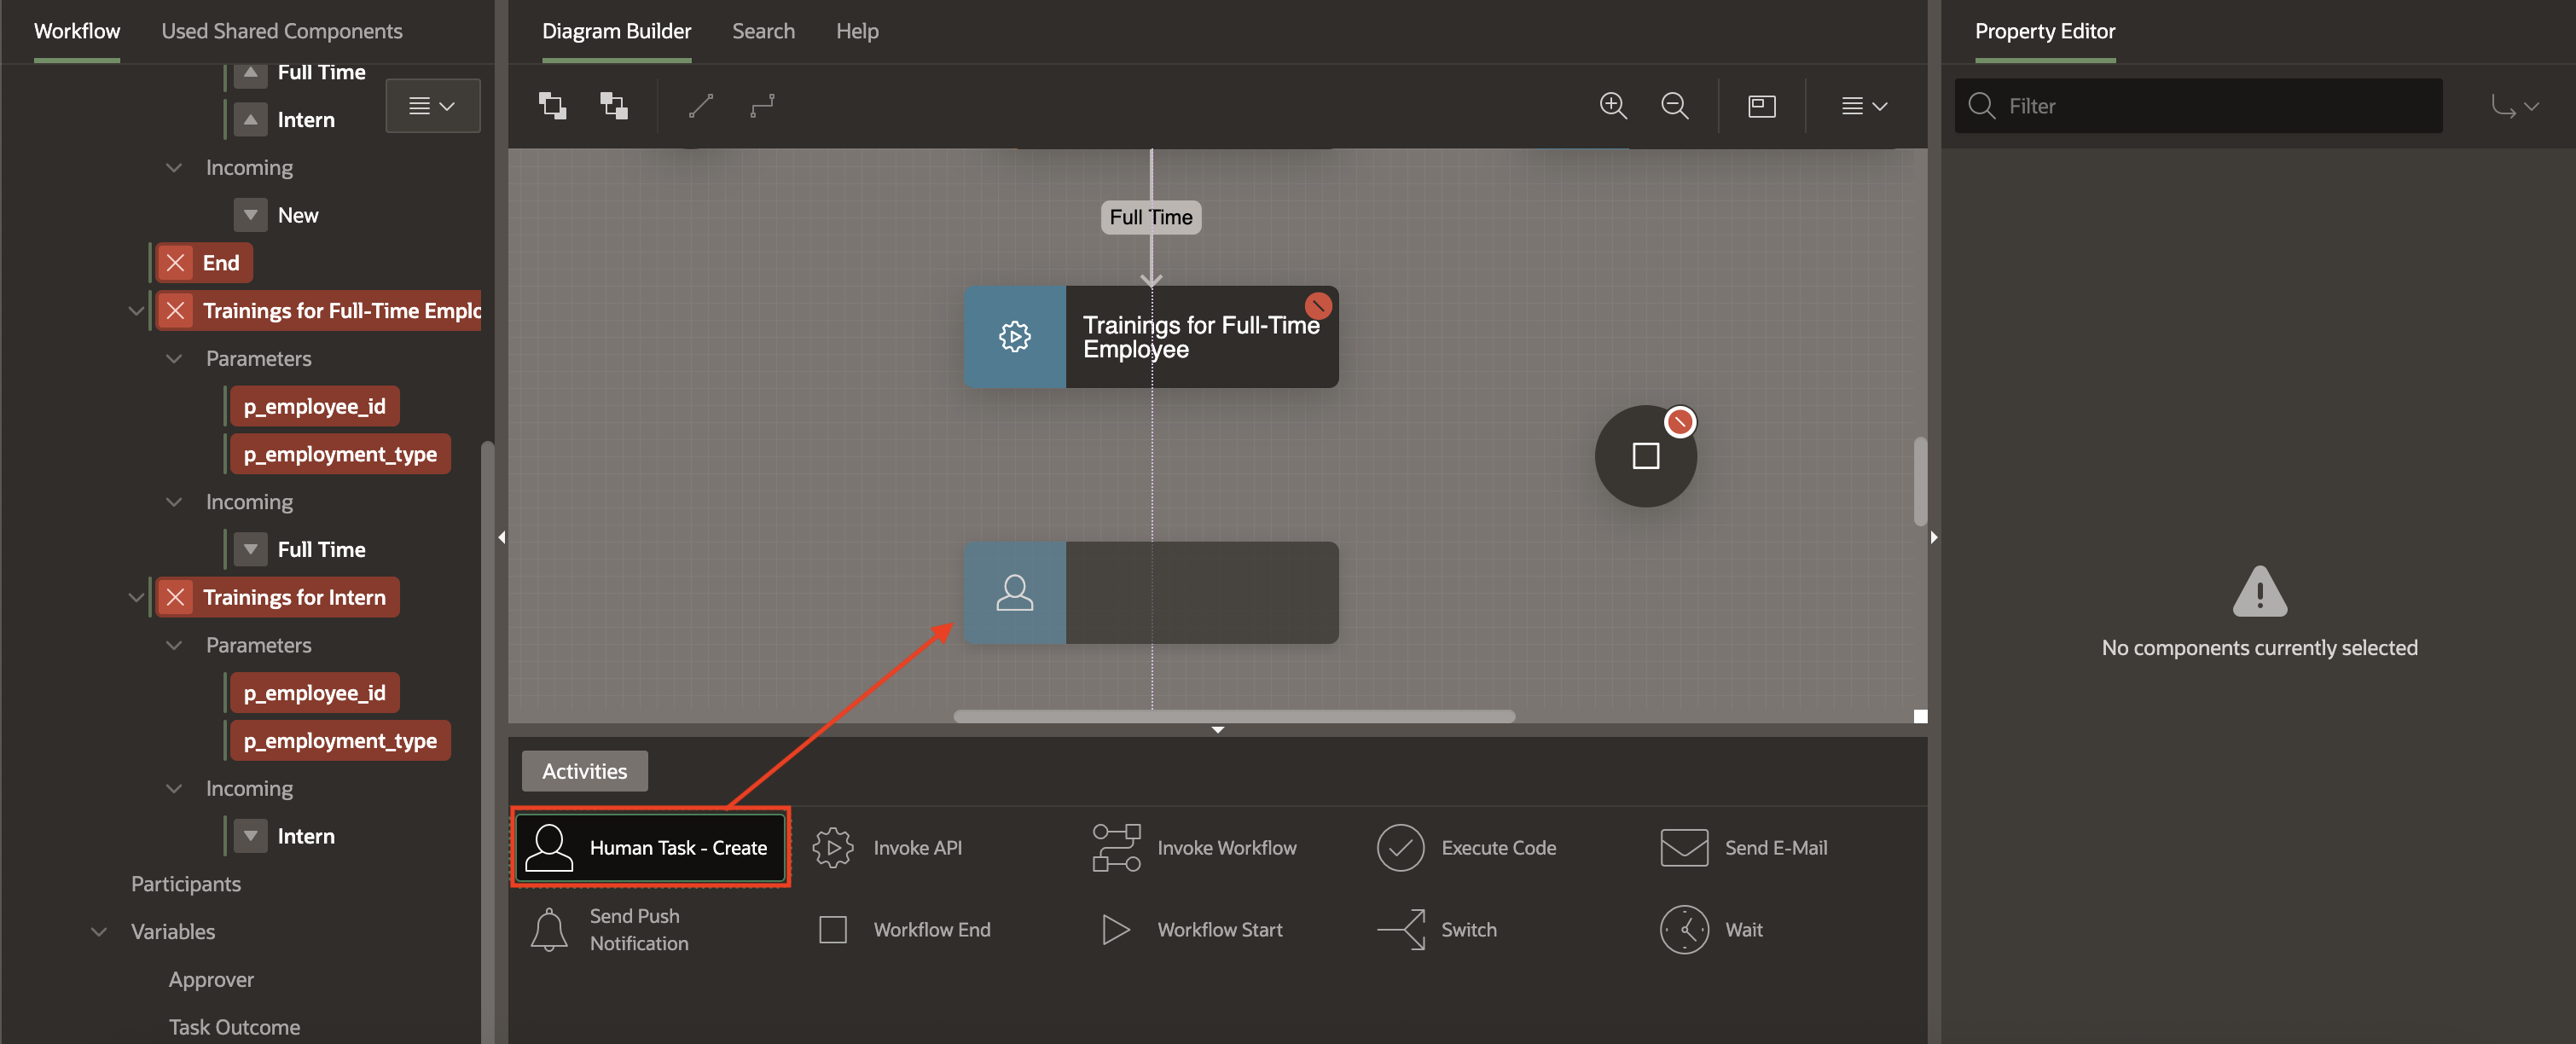 Workflow
Used Shared Components
Full Time
Intern
Incoming
New
End
Trainings for Full-Time Emplo
Parameters
p_employee_id
p_employment_type
Incoming
Full Time
Trainings for Intern
Parameters
p_employee_id
p_employment_type
Incoming
Intern
Participants
Variables
Approver
Task Outcome
Diagram Builder
Search
Help
Full Time
Trainings for Full-Time
Employee
Activities
Human Task - Create
Invoke API
Invoke Workflow
Execute Code
Send E-Mail
Send Push
Notification
Workflow End
Workflow Start
Switch
Wait
Property Editor
Filter
No components currently selected